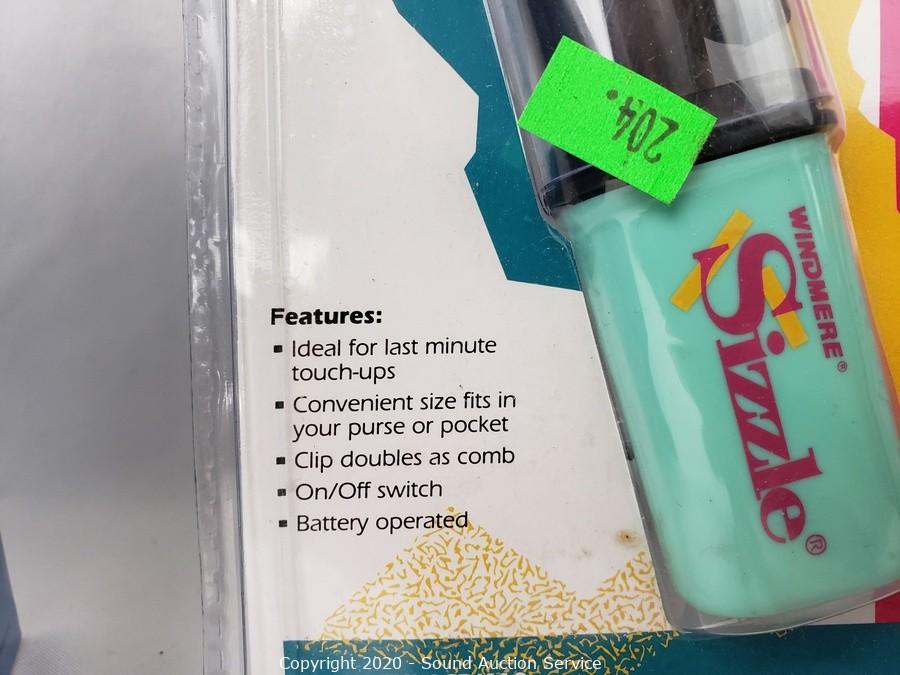 204.
WINDMERE®
Sizzle®
Features:
▪ Ideal for last minute
touch-ups
▪ Convenient size fits in
your purse or pocket
▪ Clip doubles as comb
▪ On/Off switch
▪ Battery operated
Copyright 2020 - Sound Auction Service